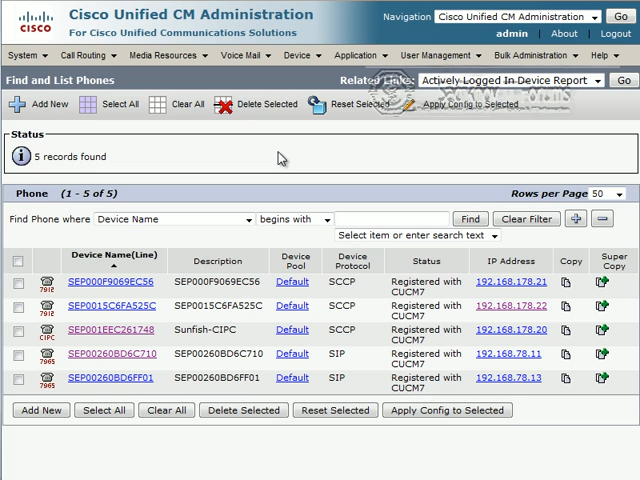 Cisco Unified CM Administration
For Cisco Unified Communications Solutions
CISCO
Navigation Cisco Unified CM Administration Go
admin About Logout
System Call Routing Media Resources Voice Mail Device Application User Management Bulk Administration Help
Find and List Phones
Related Links: Actively Logged In Device Report Go
Add New Select All Clear All Delete Selected Reset Selected Apply Config to Selected
Status
5 records found
Phone (1 - 5 of 5) Rows per Page 50
Find Phone where Device Name begins with Find Clear Filter
Select item or enter search text
Device Name(Line) Description Device Pool Device Protocol Status IP Address Copy Super Copy
7912 SEP000F9069EC56 SEP000F9069EC56 Default SCCP Registered with CUCM7 192.168.178.21
7912 SEP0015C6FA525C SEP0015C6FA525C Default SCCP Registered with CUCM7 192.168.178.22
CIPC SEP001EEC261748 Sunfish-CIPC Default SCCP Registered with CUCM7 192.168.178.20
7965 SEP00260BD6C710 SEP00260BD6C710 Default SIP Registered with CUCM7 192.168.78.11
7965 SEP00260BD6FF01 SEP00260BD6FF01 Default SIP Registered with CUCM7 192.168.78.13
Add New Select All Clear All Delete Selected Reset Selected Apply Config to Selected